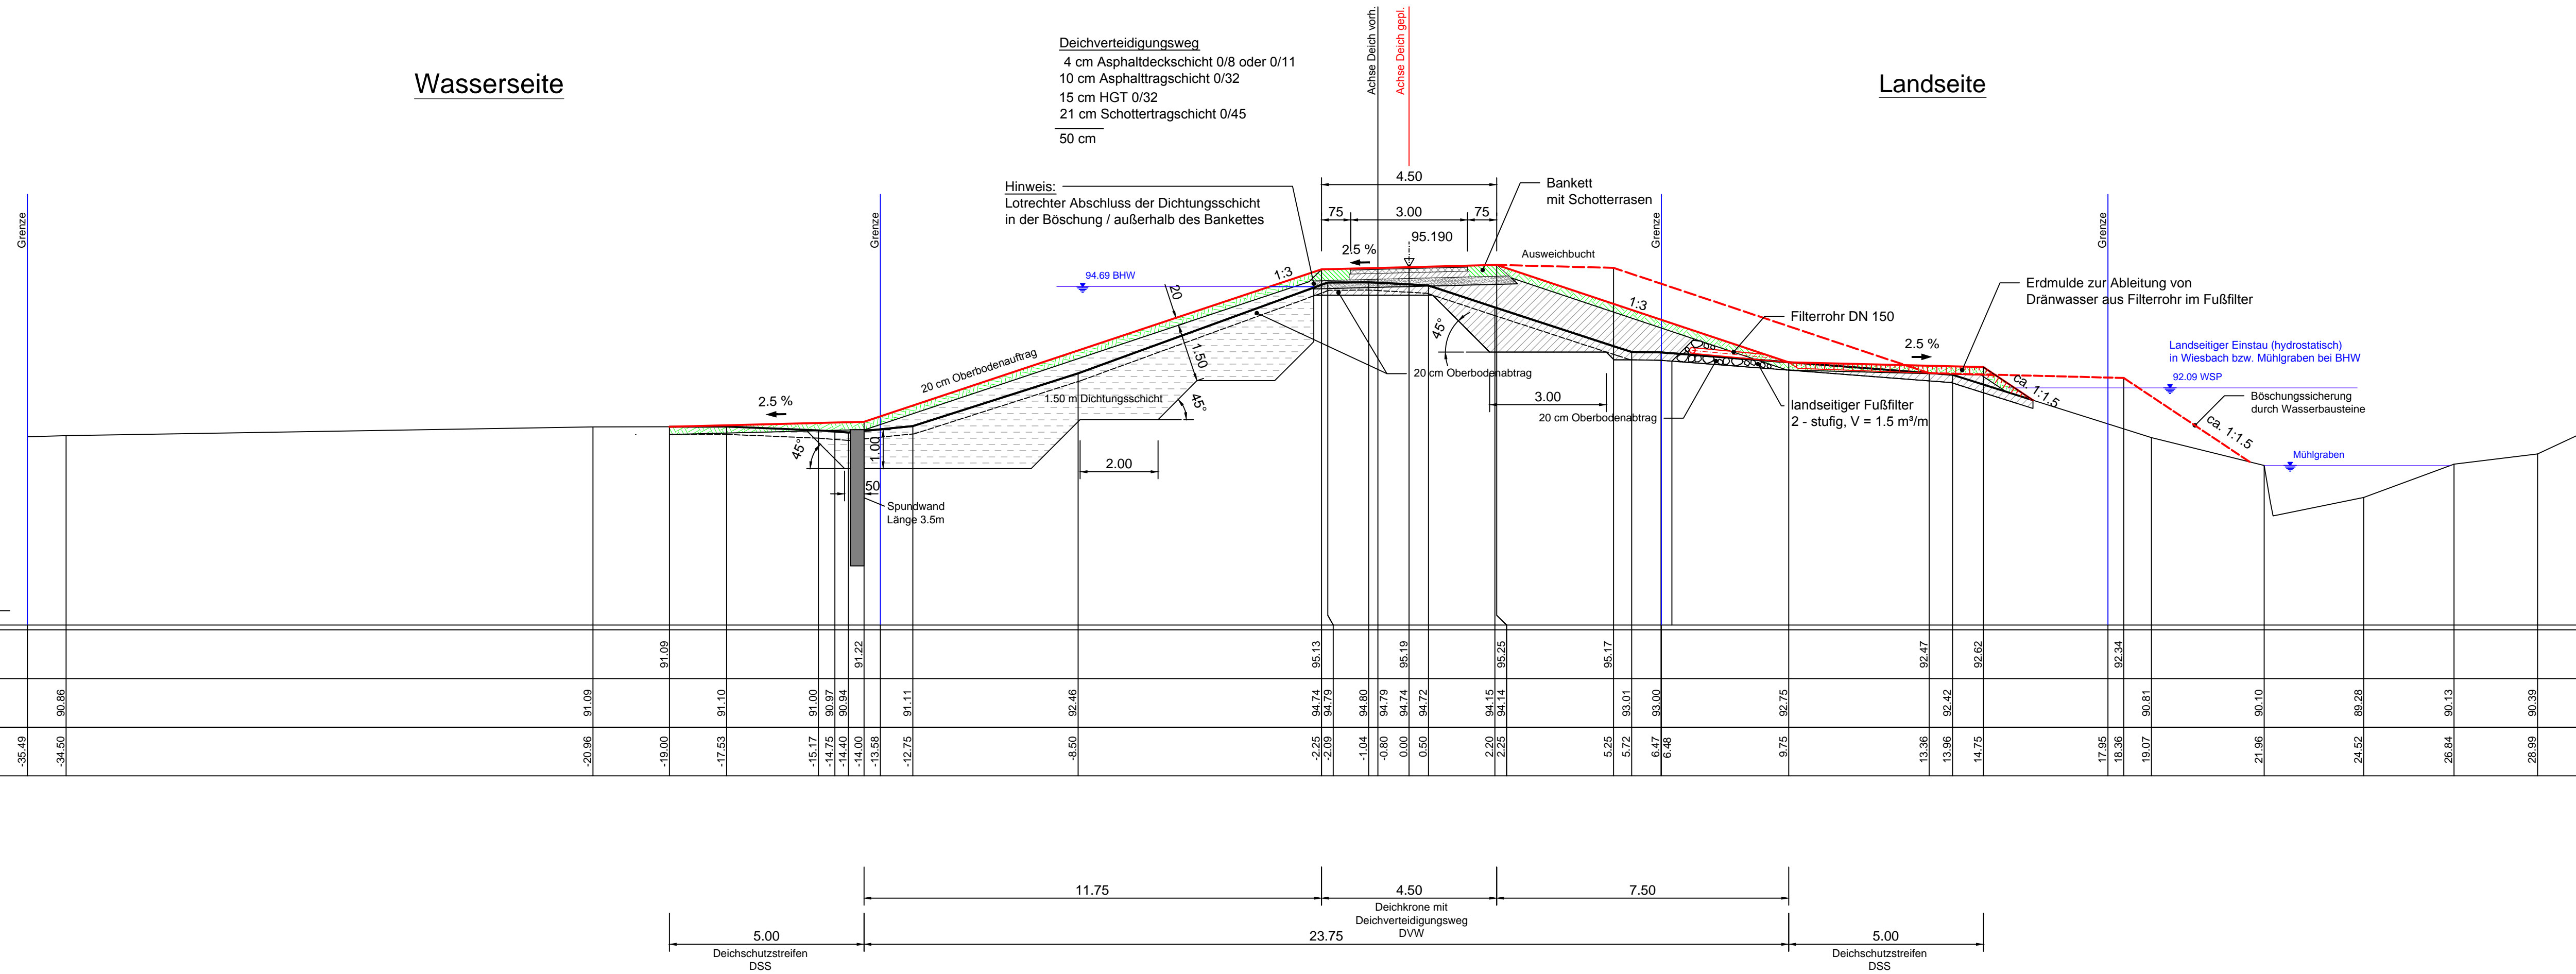 Wasserseite
Deichverteidigungsweg
4 cm Asphaltdeckschicht 0/8 oder 0/11
10 cm Asphalttragschicht 0/32
15 cm HGT 0/32
21 cm Schottertragschicht 0/45
50 cm
Achse Deich vorh.
Achse Deich gepl.
Landseite
Hinweis:
Lotrechter Abschluss der Dichtungsschicht
in der Böschung / außerhalb des Bankettes
4.50
75
3.00
75
Bankett
mit Schotterrasen
Grenze
Grenze
Grenze
Grenze
95.190
2.5 %
Ausweichbucht
94.69 BHW
1:3
20
1:3
Erdmulde zur Ableitung von
Dränwasser aus Filterrohr im Fußfilter
Filterrohr DN 150
45°
2.5 %
Landseitiger Einstau (hydrostatisch)
in Wiesbach bzw. Mühlgraben bei BHW
92.09 WSP
20 cm Oberbodenauftrag
1.50
20 cm Oberbodenabtrag
1.50 m Dichtungsschicht
45°
3.00
20 cm Oberbodenabtrag
landseitiger Fußfilter
2 - stufig, V = 1.5 m³/m
ca. 1:1.5
Böschungssicherung
durch Wasserbausteine
ca. 1:1.5
Mühlgraben
2.5 %
45°
1.00
2.00
50
Spundwand
Länge 3.5m
91.09
91.22
95.13
95.19
95.25
95.17
92.47
92.62
92.34
90.86
91.09
91.10
91.00
90.97
90.94
91.11
92.46
94.74
94.79
94.80
94.79
94.74
94.72
94.15
94.14
93.01
93.00
92.75
92.42
90.81
90.10
89.28
90.13
90.39
-35.49
-34.50
-20.96
-19.00
-17.53
-15.17
-14.75
-14.40
-14.00
-13.58
-12.75
-8.50
-2.25
-2.09
-1.04
-0.80
0.00
0.50
2.20
2.25
5.25
5.72
6.47
6.48
9.75
13.36
13.96
14.75
17.95
18.36
19.07
21.96
24.52
26.84
28.99
11.75
4.50
7.50
Deichkrone mit
Deichverteidigungsweg
DVW
5.00
23.75
5.00
Deichschutzstreifen
DSS
Deichschutzstreifen
DSS